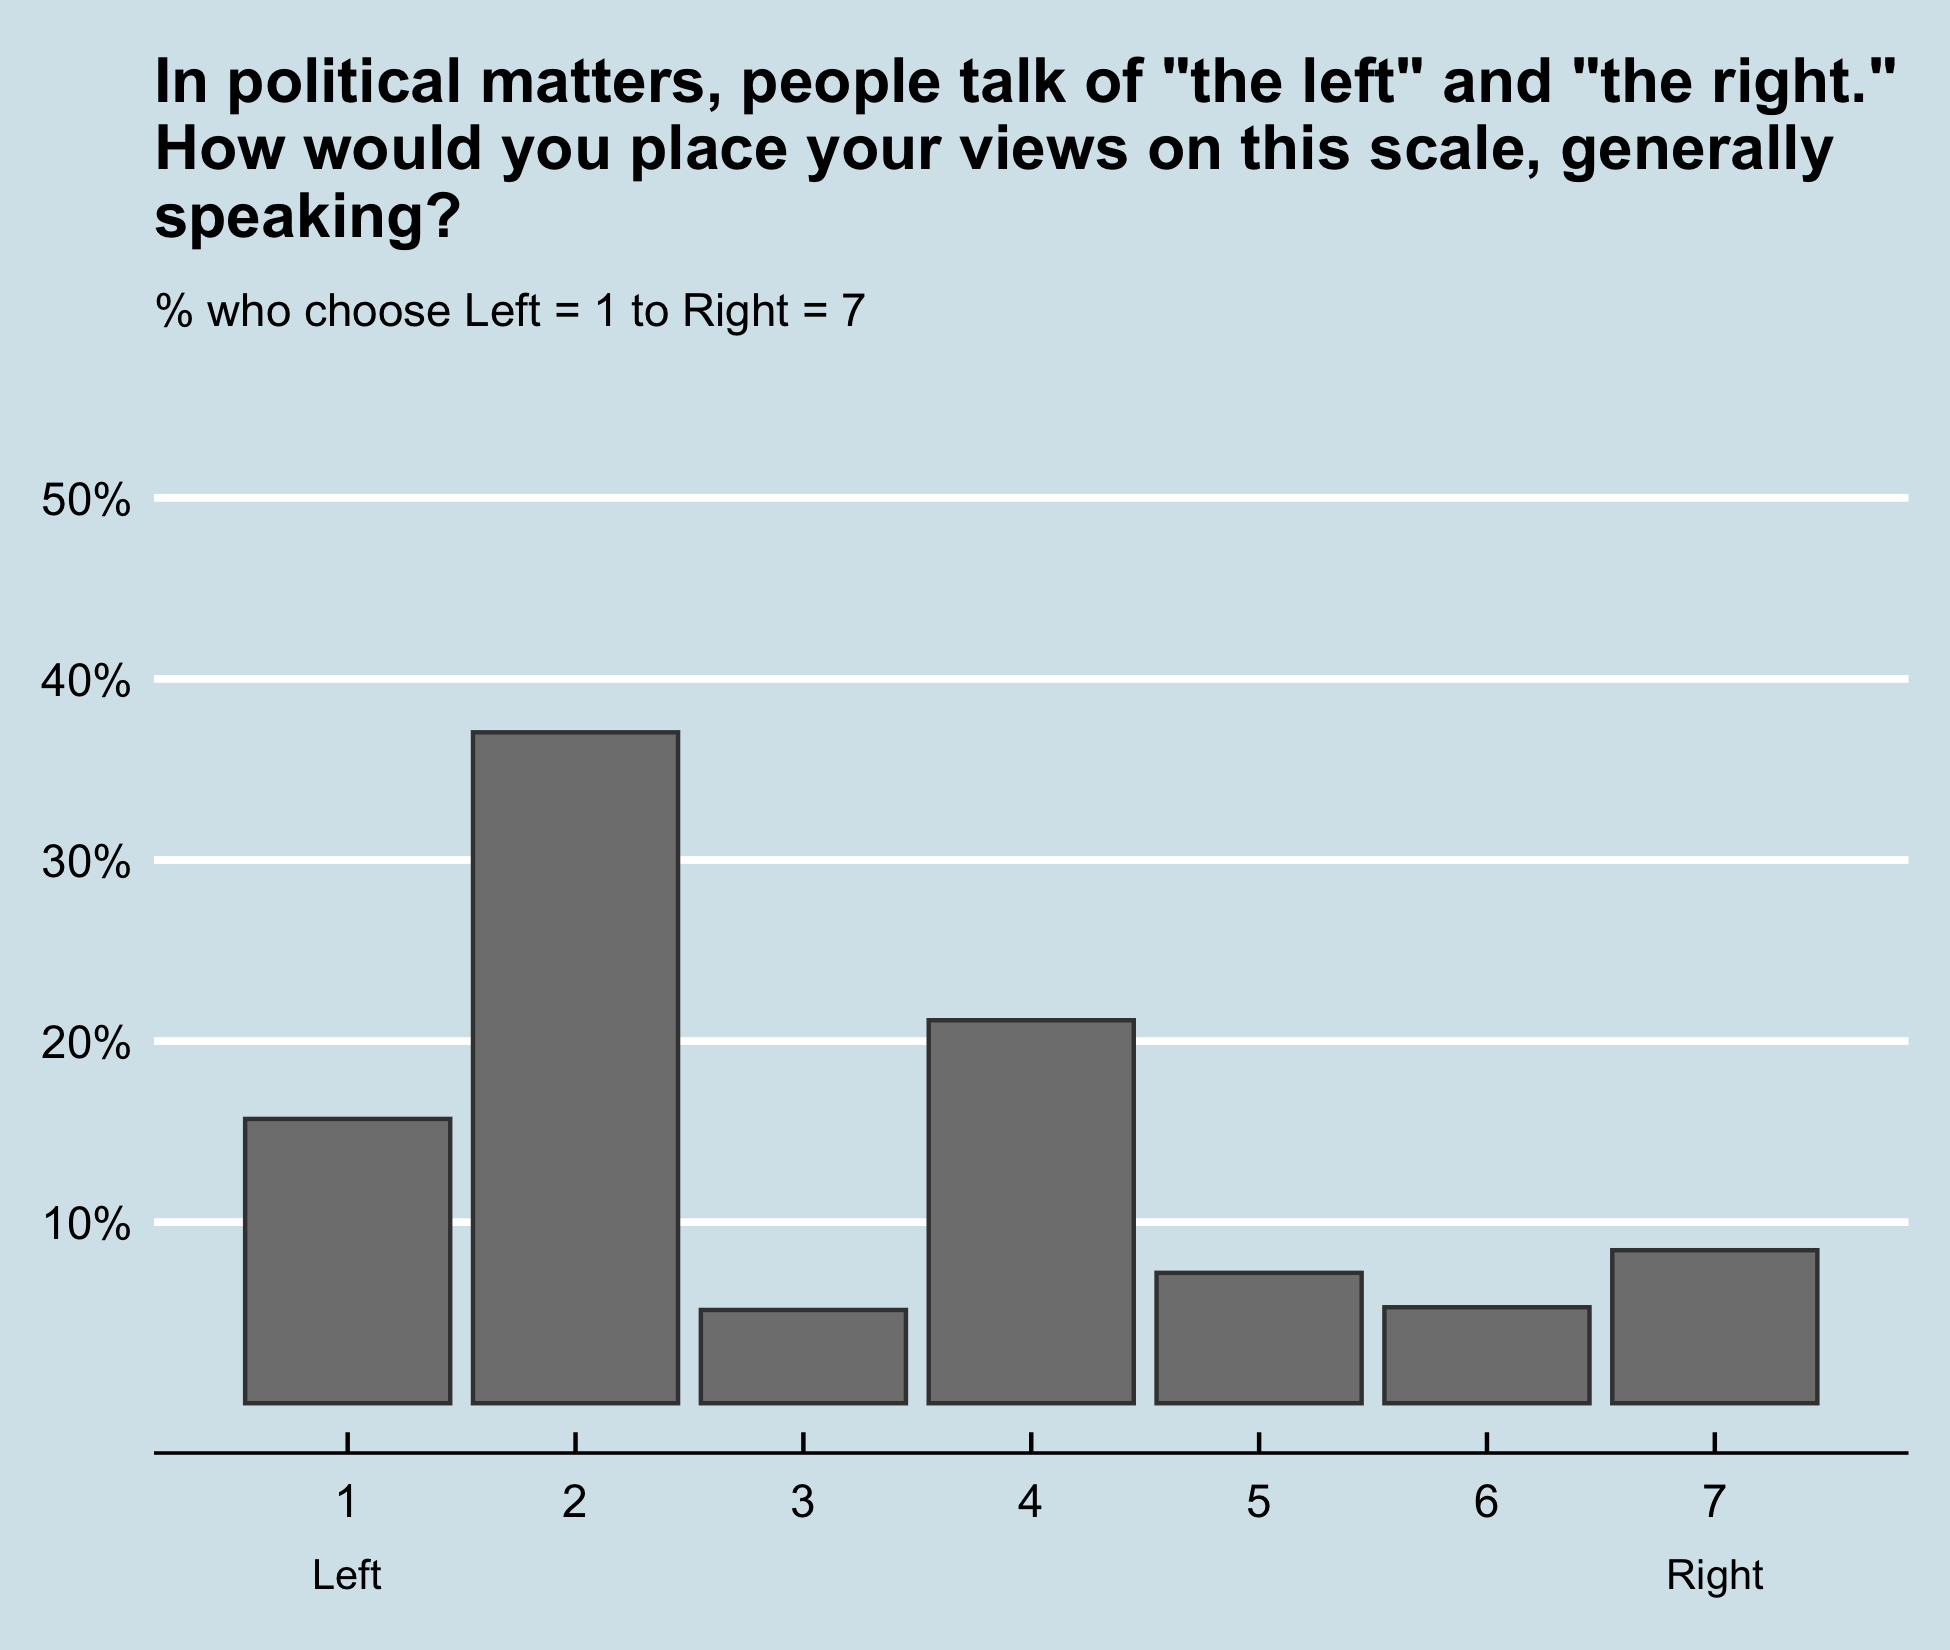 In political matters, people talk of "the left" and "the right."
How would you place your views on this scale, generally
speaking?
% who choose Left = 1 to Right = 7
50%
40%
30%
20%
10%
1 2 3 4 5 6 7
Left Right